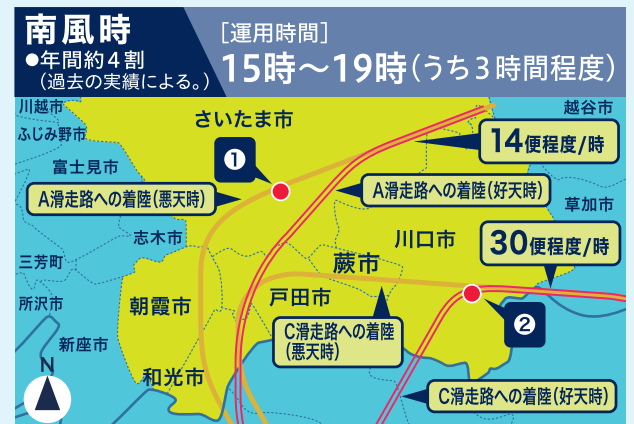 南風時
●年間約4割
(過去の実績による。)
［運用時間］
15時～19時(うち3時間程度)
川越市
さいたま市
越谷市
ふじみ野市
14便程度/時
❶
富士見市
A滑走路への着陸(悪天時)
A滑走路への着陸(好天時)
草加市
志木市
川口市
30便程度/時
三芳町
蕨市
所沢市
朝霞市
戸田市
❷
新座市
C滑走路への着陸
(悪天時)
N
和光市
C滑走路への着陸(好天時)